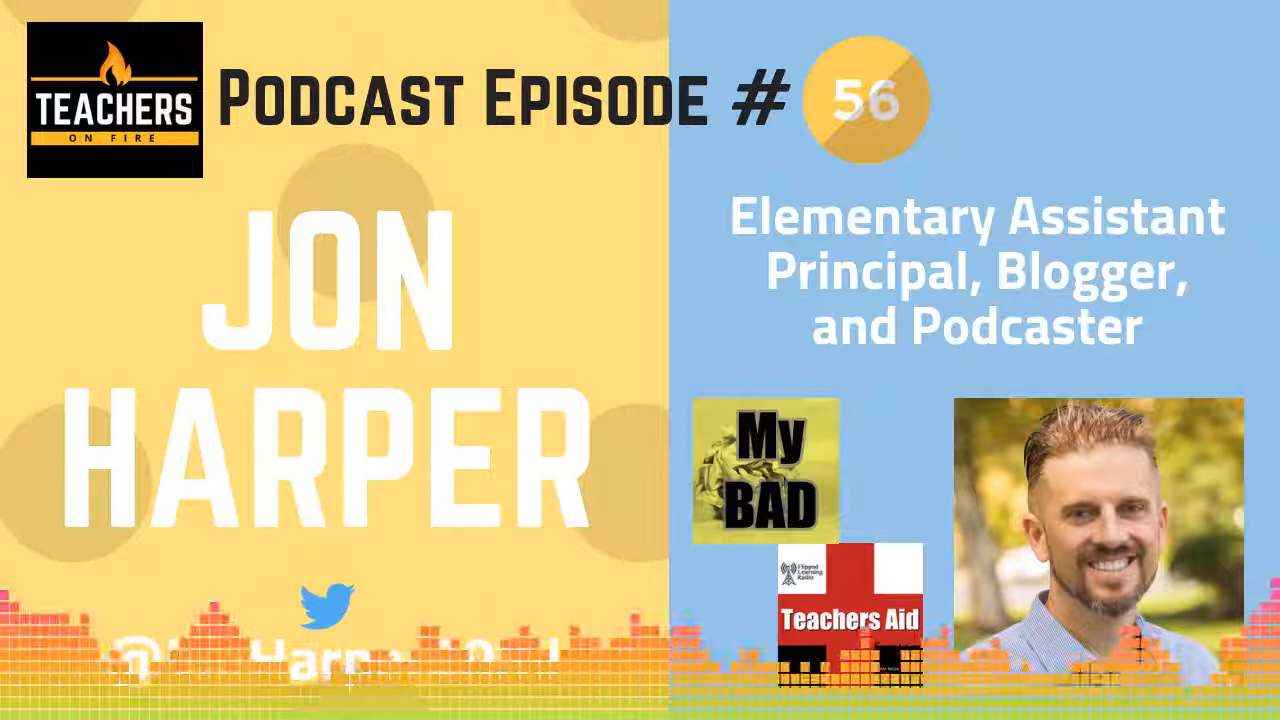 TEACHERS
ON FIRE
PODCAST EPISODE # 56
JON
HARPER
Elementary Assistant
Principal, Blogger,
and Podcaster
My
BAD
Flipped
Learning
Radio
Teachers Aid